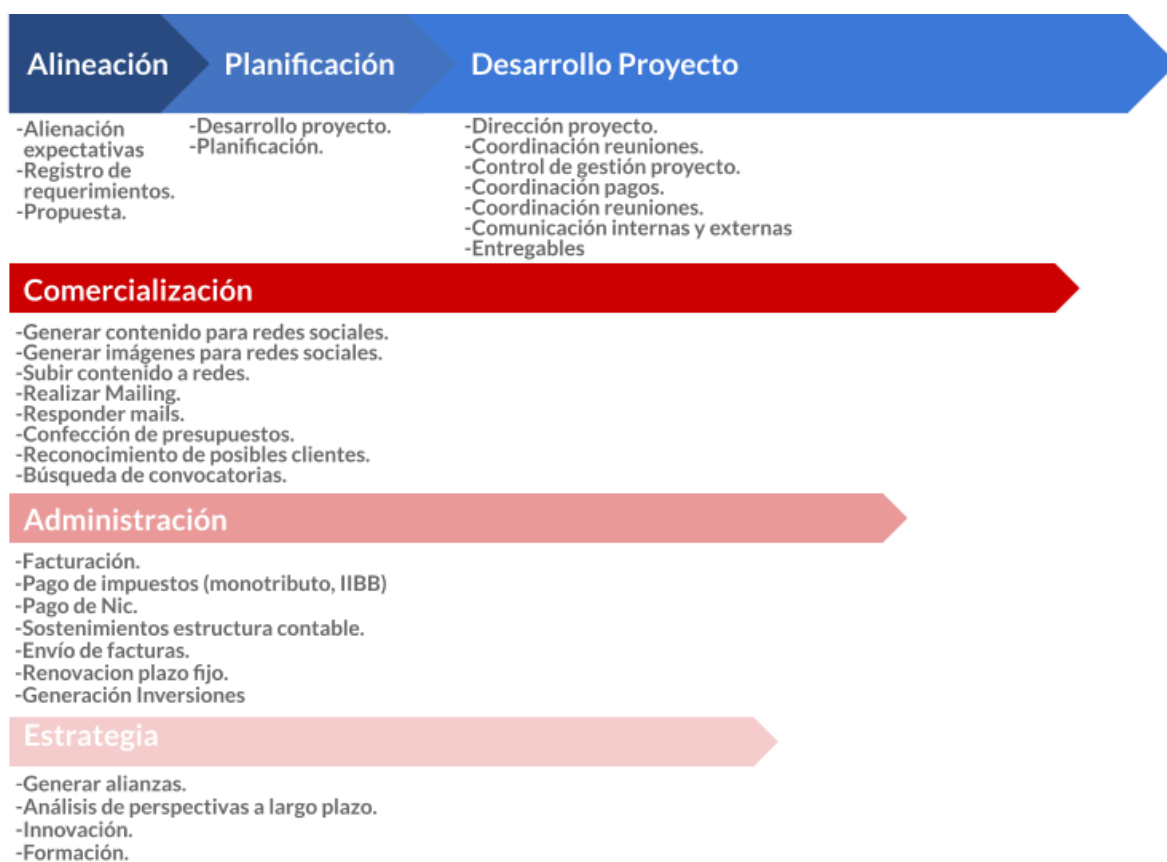 Alineación
Planificación
Desarrollo Proyecto
-Alienación
expectativas
-Registro de
requerimientos.
-Propuesta.
-Desarrollo proyecto.
-Planificación.
-Dirección proyecto.
-Coordinación reuniones.
-Control de gestión proyecto.
-Coordinación pagos.
-Coordinación reuniones.
-Comunicación internas y externas
-Entregables
Comercialización
-Generar contenido para redes sociales.
-Generar imágenes para redes sociales.
-Subir contenido a redes.
-Realizar Mailing.
-Responder mails.
-Confección de presupuestos.
-Reconocimiento de posibles clientes.
-Búsqueda de convocatorias.
Administración
-Facturación.
-Pago de impuestos (monotributo, IIBB)
-Pago de Nic.
-Sostenimientos estructura contable.
-Envío de facturas.
-Renovacion plazo fijo.
-Generación Inversiones
Estrategia
-Generar alianzas.
-Análisis de perspectivas a largo plazo.
-Innovación.
-Formación.